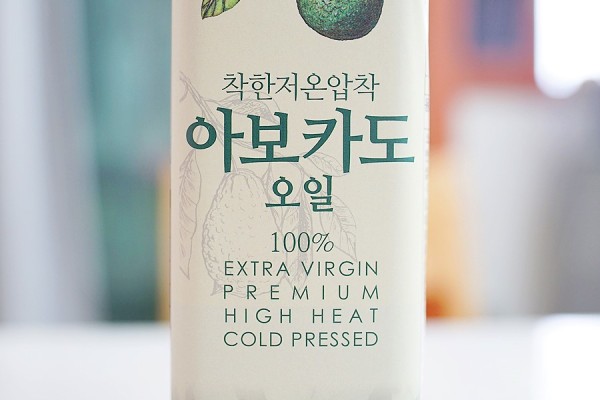 착한저온압착
아보카도
오일
100%
EXTRA VIRGIN
PREMIUM
HIGH HEAT
COLD PRESSED